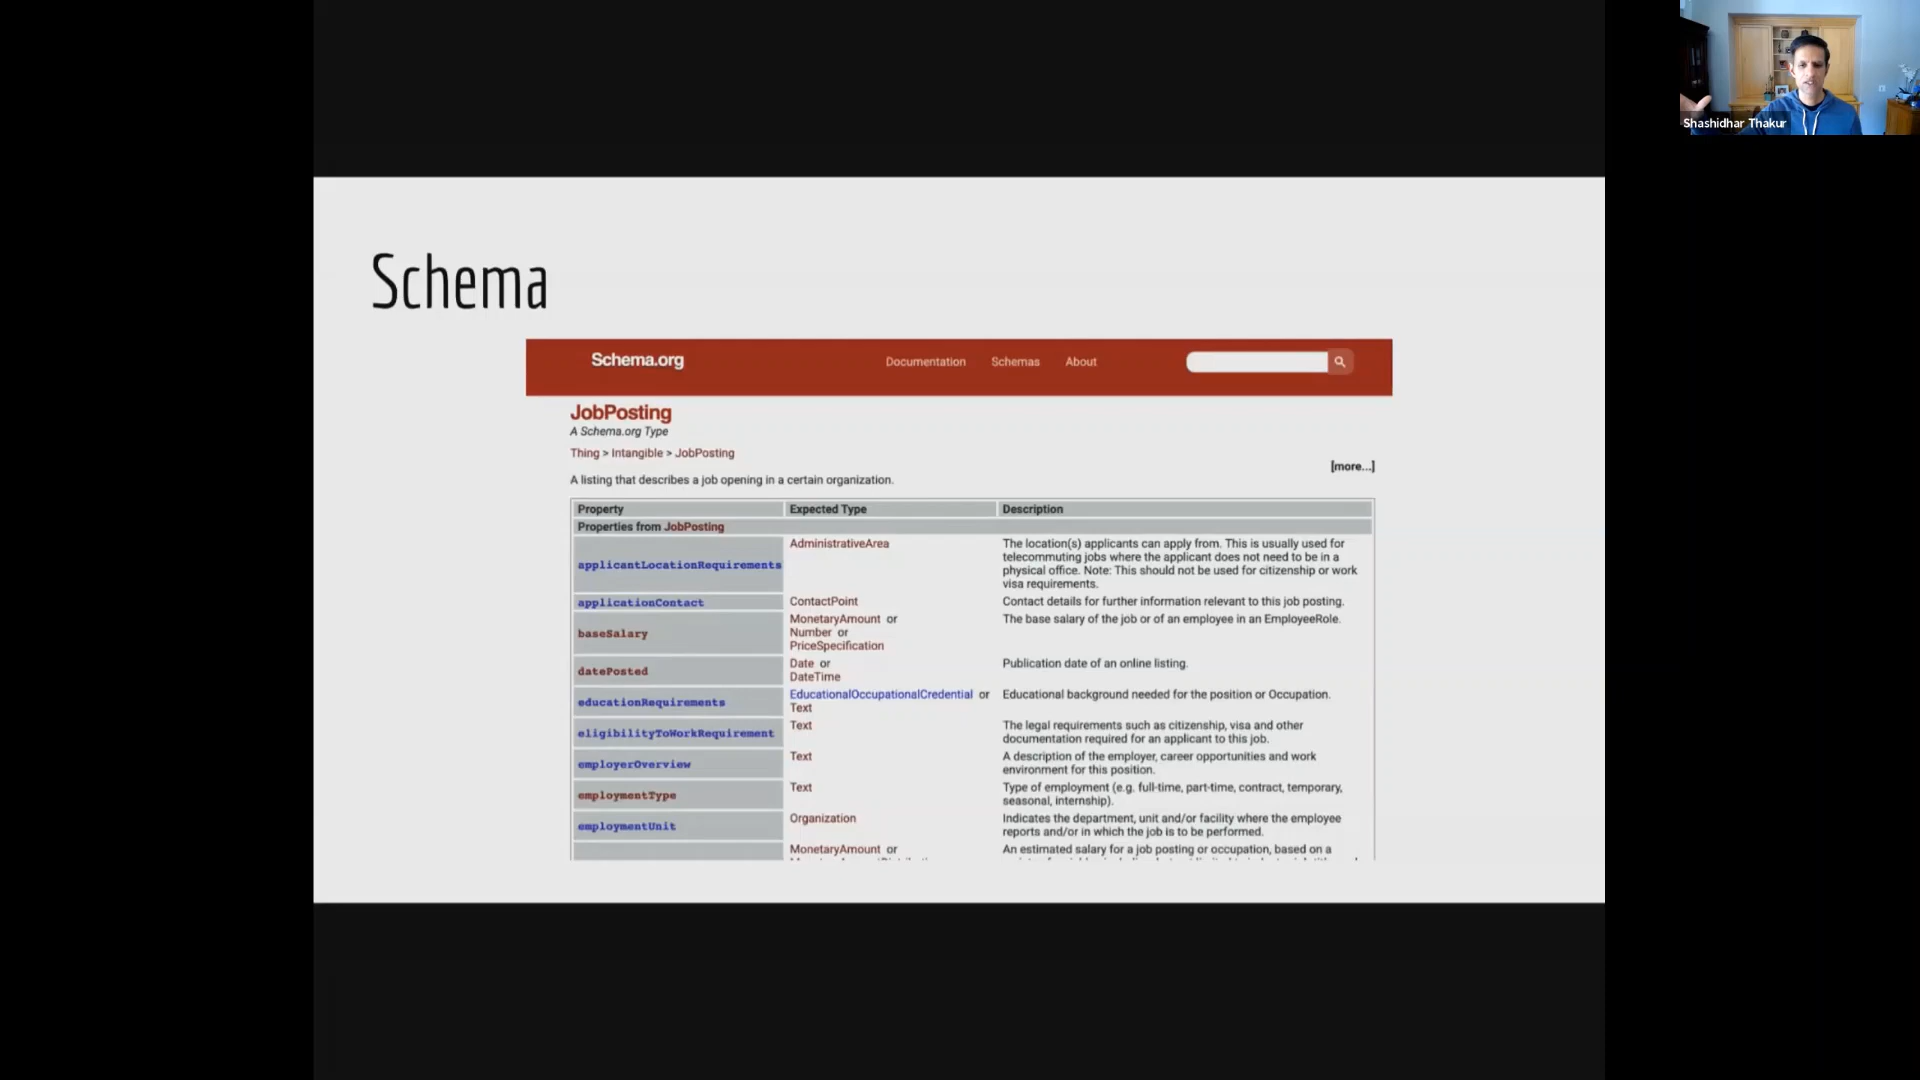 Shashidhar Thakur
Schema
Schema.org
Documentation Schemas About
JobPosting
A Schema.org Type
Thing > Intangible > JobPosting
[more...]
A listing that describes a job opening in a certain organization.
Property Expected Type Description
Properties from JobPosting
applicantLocationRequirements AdministrativeArea The location(s) applicants can apply from. This is usually used for
telecommuting jobs where the applicant does not need to be in a
physical office. Note: This should not be used for citizenship or work
visa requirements.
applicationContact ContactPoint Contact details for further information relevant to this job posting.
baseSalary MonetaryAmount or The base salary of the job or of an employee in an EmployeeRole.
Number or
PriceSpecification
datePosted Date or Publication date of an online listing.
DateTime
educationRequirements EducationalOccupationalCredential or Educational background needed for the position or Occupation.
Text
eligibilityToWorkRequirement Text The legal requirements such as citizenship, visa and other
documentation required for an applicant to this job.
employerOverview Text A description of the employer, career opportunities and work
environment for this position.
employmentType Text Type of employment (e.g. full-time, part-time, contract, temporary,
seasonal, internship).
employmentUnit Organization Indicates the department, unit and/or facility where the employee
reports and/or in which the job is to be performed.
MonetaryAmount or An estimated salary for a job posting or occupation, based on a